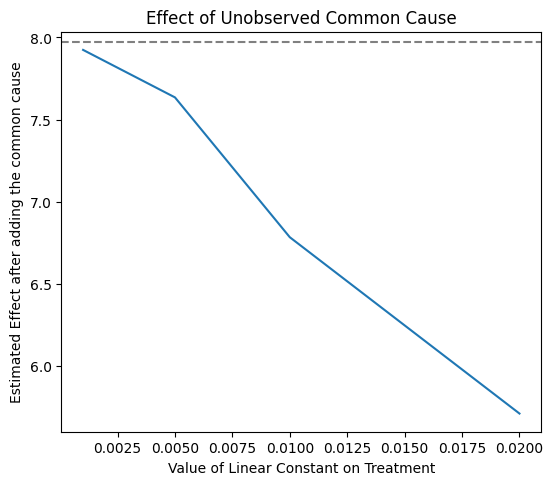 Effect of Unobserved Common Cause
Estimated Effect after adding the common cause
8.0
7.5
7.0
6.5
6.0
0.0025 0.0050 0.0075 0.0100 0.0125 0.0150 0.0175 0.0200
Value of Linear Constant on Treatment